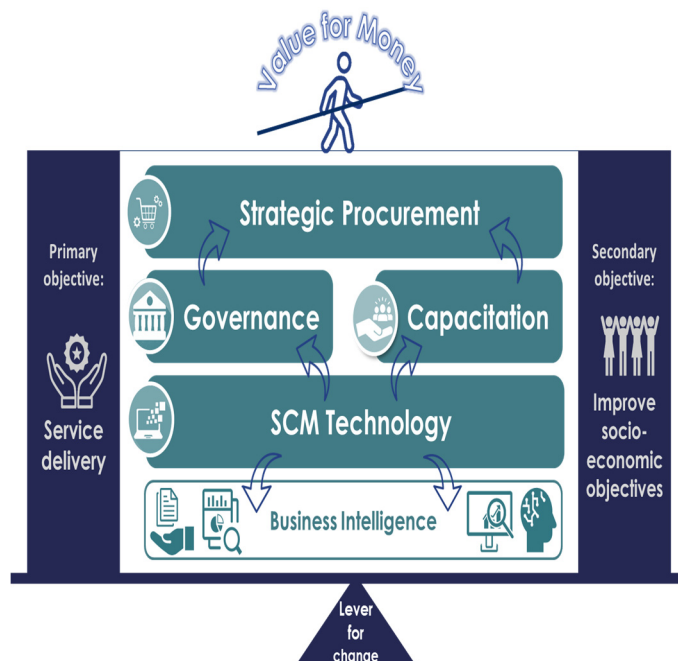 Value for Money
Strategic Procurement
Primary
objective:
Service
delivery
Governance
Capacitation
SCM Technology
Business Intelligence
Secondary
objective:
Improve
socio-
economic
objectives
Lever
for
change